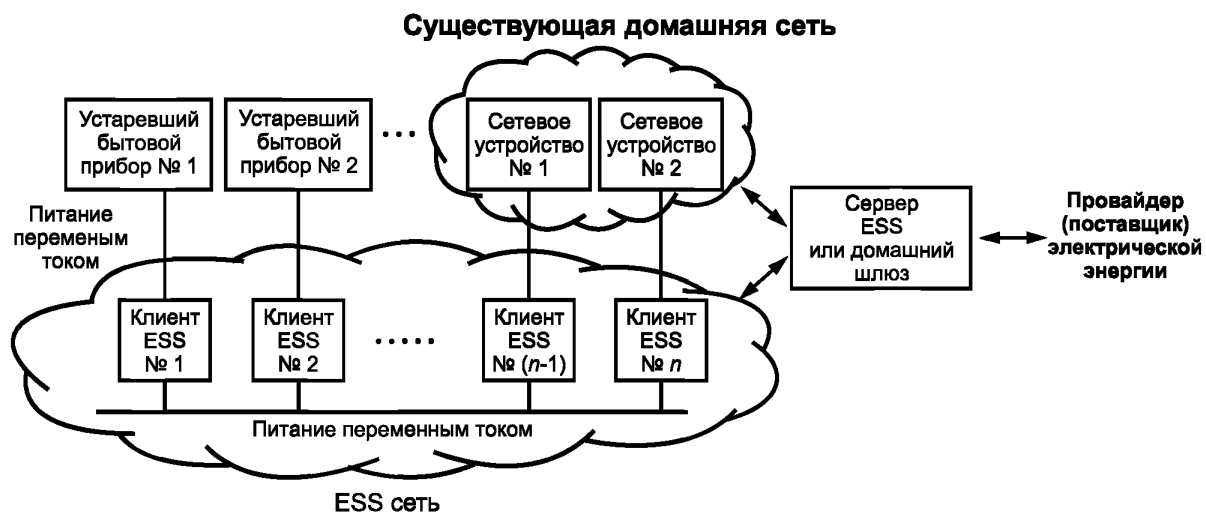 Существующая домашняя сеть
Устаревший
бытовой
прибор № 1
Устаревший
бытовой
прибор № 2
Сетевое
устройство
№ 1
Сетевое
устройство
№ 2
Питание
переменым
током
Сервер
ESS
или домашний
шлюз
Провайдер
(поставщик)
электрической
энергии
Клиент
ESS
№ 1
Клиент
ESS
№ 2
Клиент
ESS
№ (n-1)
Клиент
ESS
№ n
Питание переменным током
ESS сеть